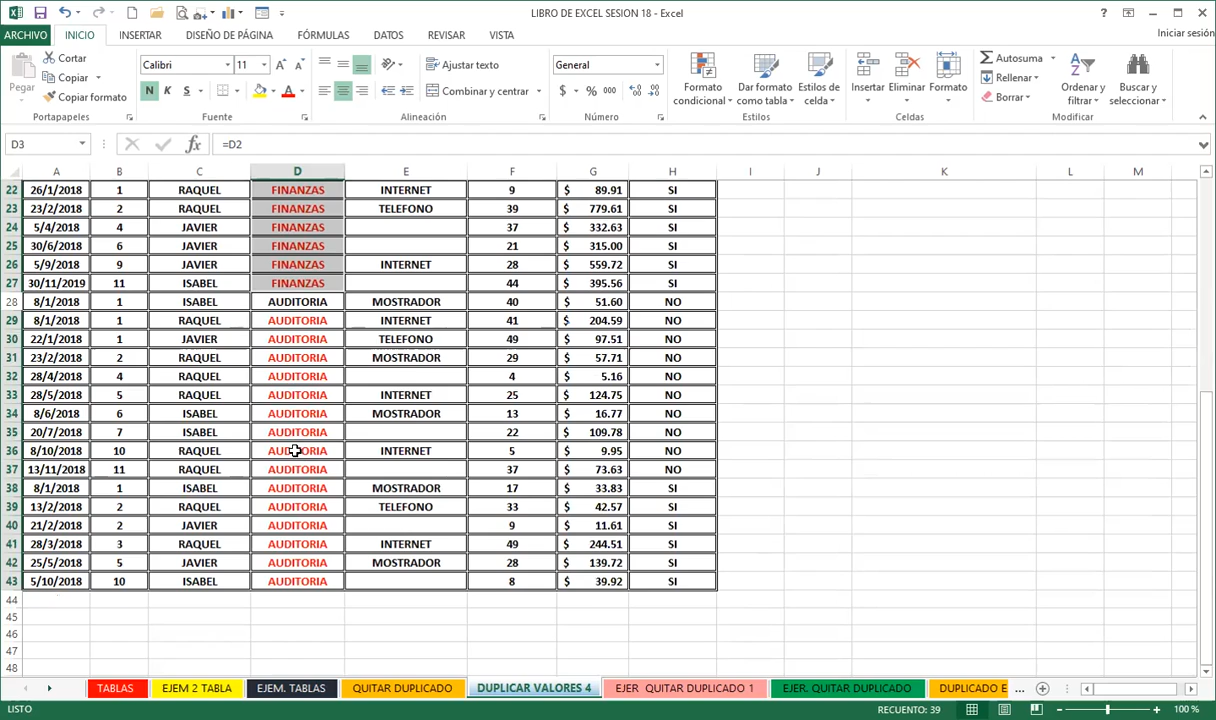 LIBRO DE EXCEL SESION 18 - Excel
ARCHIVO INICIO INSERTAR DISEÑO DE PÁGINA FÓRMULAS DATOS REVISAR VISTA Iniciar sesión
Pegar Cortar Copiar Copiar formato Calibri 11 N K S Ajustar texto Combinar y centrar General $ % 000 Formato condicional Dar formato como tabla Estilos de celda Insertar Eliminar Formato Autosuma Rellenar Borrar Ordenar y filtrar Buscar y seleccionar
Portapapeles Fuente Alineación Número Estilos Celdas Modificar
D3 fx =D2
A B C D E F G H I J K L M
22 26/1/2018 1 RAQUEL FINANZAS INTERNET 9 $ 89.91 SI
23 23/2/2018 2 RAQUEL FINANZAS TELEFONO 39 $ 779.61 SI
24 5/4/2018 4 JAVIER FINANZAS 37 $ 332.63 SI
25 30/6/2018 6 JAVIER FINANZAS 21 $ 315.00 SI
26 5/9/2018 9 JAVIER FINANZAS INTERNET 28 $ 559.72 SI
27 30/11/2019 11 ISABEL FINANZAS 44 $ 395.56 SI
28 8/1/2018 1 ISABEL AUDITORIA MOSTRADOR 40 $ 51.60 NO
29 8/1/2018 1 RAQUEL AUDITORIA INTERNET 41 $ 204.59 NO
30 22/1/2018 1 JAVIER AUDITORIA TELEFONO 49 $ 97.51 NO
31 23/2/2018 2 RAQUEL AUDITORIA MOSTRADOR 29 $ 57.71 NO
32 28/4/2018 4 RAQUEL AUDITORIA 4 $ 5.16 NO
33 28/5/2018 5 RAQUEL AUDITORIA INTERNET 25 $ 124.75 NO
34 8/6/2018 6 ISABEL AUDITORIA MOSTRADOR 13 $ 16.77 NO
35 20/7/2018 7 ISABEL AUDITORIA 22 $ 109.78 NO
36 8/10/2018 10 RAQUEL AUDITORIA INTERNET 5 $ 9.95 NO
37 13/11/2018 11 RAQUEL AUDITORIA 37 $ 73.63 NO
38 8/1/2018 1 ISABEL AUDITORIA MOSTRADOR 17 $ 33.83 SI
39 13/2/2018 2 RAQUEL AUDITORIA TELEFONO 33 $ 42.57 SI
40 21/2/2018 2 JAVIER AUDITORIA 9 $ 11.61 SI
41 28/3/2018 3 RAQUEL AUDITORIA INTERNET 49 $ 244.51 SI
42 25/5/2018 5 JAVIER AUDITORIA MOSTRADOR 28 $ 139.72 SI
43 5/10/2018 10 ISABEL AUDITORIA 8 $ 39.92 SI
44
45
46
47
48
TABLAS EJEM 2 TABLA EJEM. TABLAS QUITAR DUPLICADO DUPLICAR VALORES 4 EJER QUITAR DUPLICADO 1 EJER. QUITAR DUPLICADO DUPLICADO E ...
LISTO RECUENTO: 39 100 %